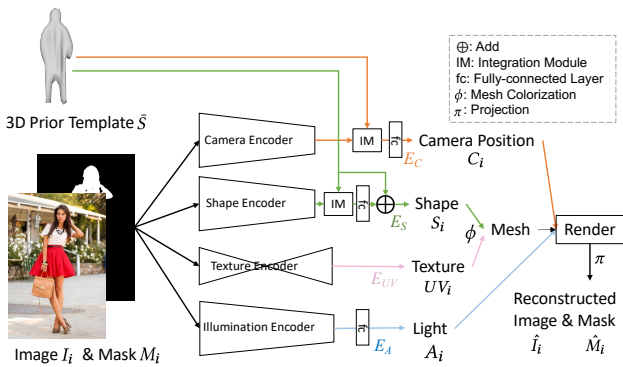 ⊕: Add
IM: Integration Module
fc: Fully-connected Layer
ϕ: Mesh Colorization
π: Projection
3D Prior Template S̄
Camera Encoder
IM
fc
E_C
Camera Position
C_i
Shape Encoder
IM
fc
E_S
Shape
S_i
ϕ
Mesh
Render
π
Texture Encoder
E_UV
Texture
UV_i
Illumination Encoder
fc
E_A
Light
A_i
Reconstructed
Image & Mask
Î_i M̂_i
Image I_i & Mask M_i